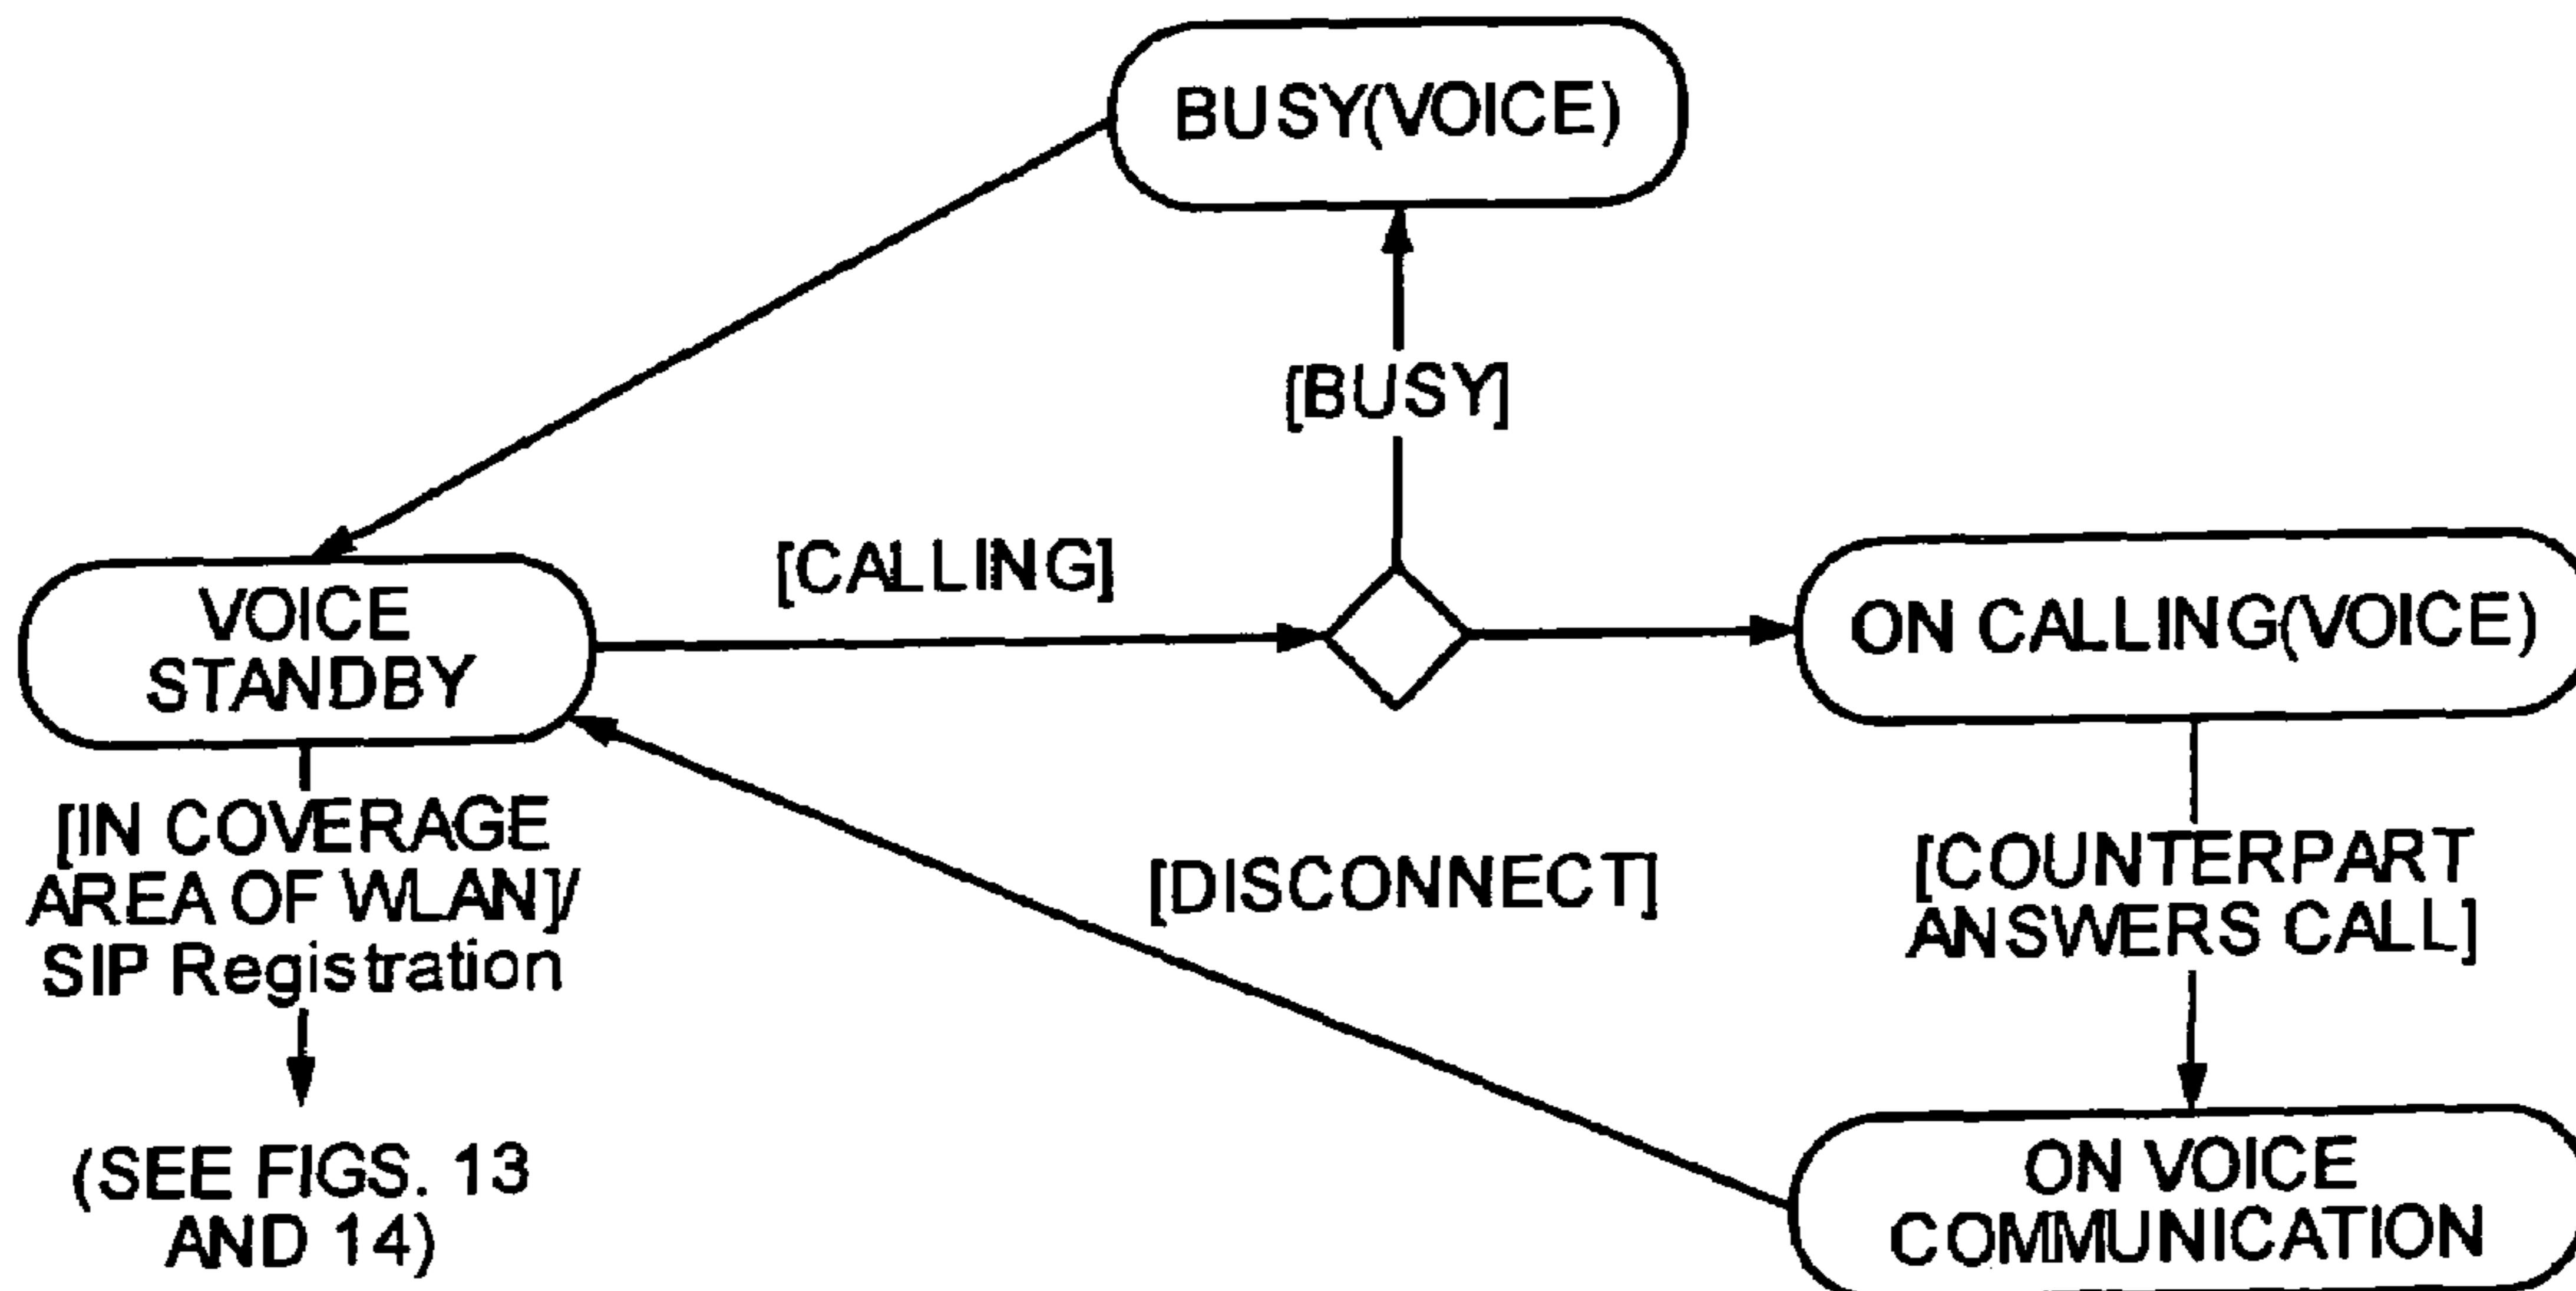 BUSY(VOICE)
[BUSY]
[CALLING]
VOICE
STANDBY
ON CALLING(VOICE)
[IN COVERAGE
AREA OF WLAN]/
SIP Registration
[DISCONNECT]
[COUNTERPART
ANSWERS CALL]
(SEE FIGS. 13
AND 14)
ON VOICE
COMMUNICATION